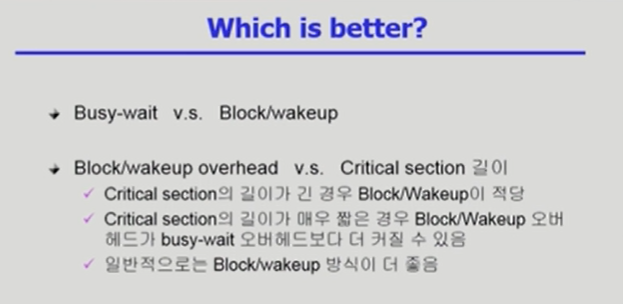 Which is better?
Busy-wait v.s. Block/wakeup
Block/wakeup overhead v.s. Critical section 길이
Critical section의 길이가 긴 경우 Block/Wakeup이 적당
Critical section의 길이가 매우 짧은 경우 Block/Wakeup 오버
헤드가 busy-wait 오버헤드보다 더 커질 수 있음
일반적으로는 Block/wakeup 방식이 더 좋음